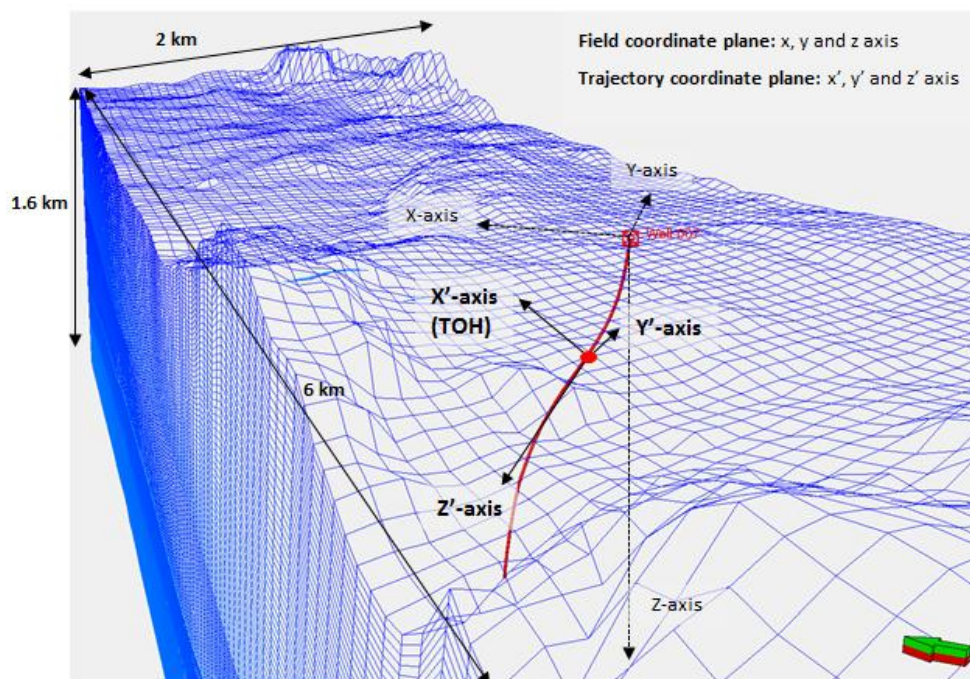 2 km
Field coordinate plane: x, y and z axis
Trajectory coordinate plane: x′, y′ and z′ axis
1.6 km
Y-axis
X-axis
X′-axis
(TOH)
Y′-axis
6 km
Z′-axis
Z-axis